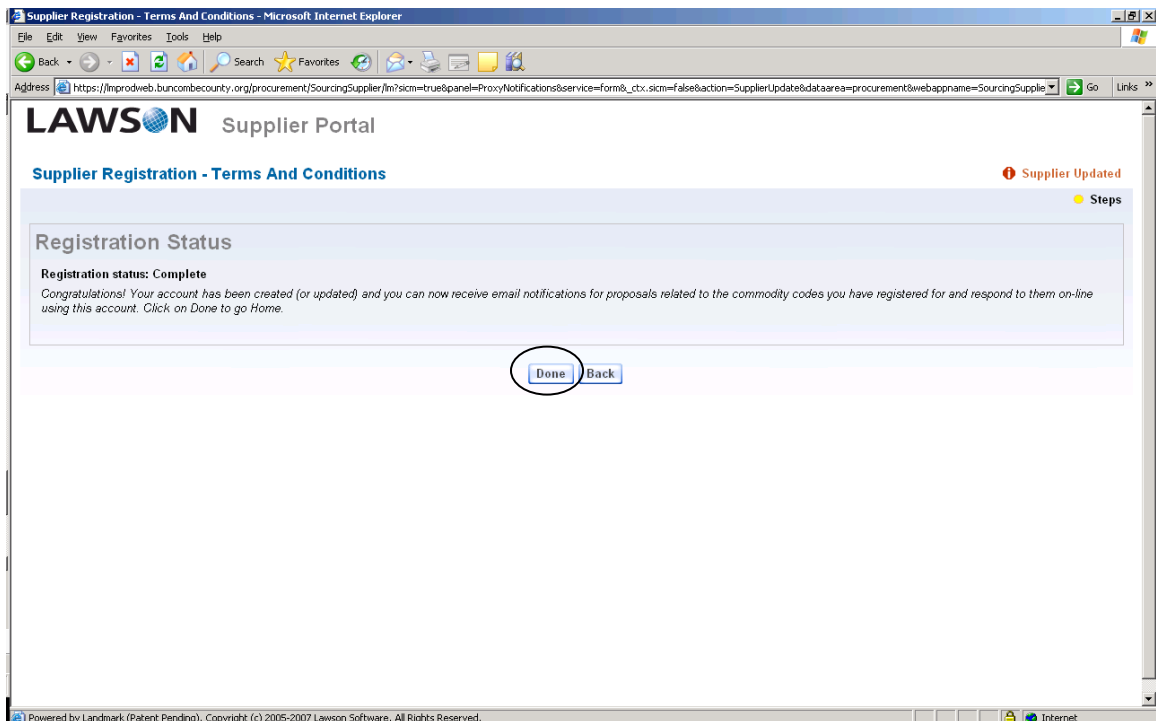 Supplier Registration - Terms And Conditions - Microsoft Internet Explorer
File Edit View Favorites Tools Help
Back Search Favorites
Address https://lmprodweb.buncombecounty.org/procurement/SourcingSupplier/lm?sicm=true&panel=ProxyNotifications&service=form&_ctx.sicm=false&action=SupplierUpdate&dataarea=procurement&webappname=SourcingSupplie Go Links »
LAWSON Supplier Portal
Supplier Registration - Terms And Conditions Supplier Updated
Steps
Registration Status
Registration status: Complete
Congratulations! Your account has been created (or updated) and you can now receive email notifications for proposals related to the commodity codes you have registered for and respond to them on-line
using this account. Click on Done to go Home.
Done Back
Powered by Landmark (Patent Pending). Copyright (c) 2005-2007 Lawson Software. All Rights Reserved. Internet